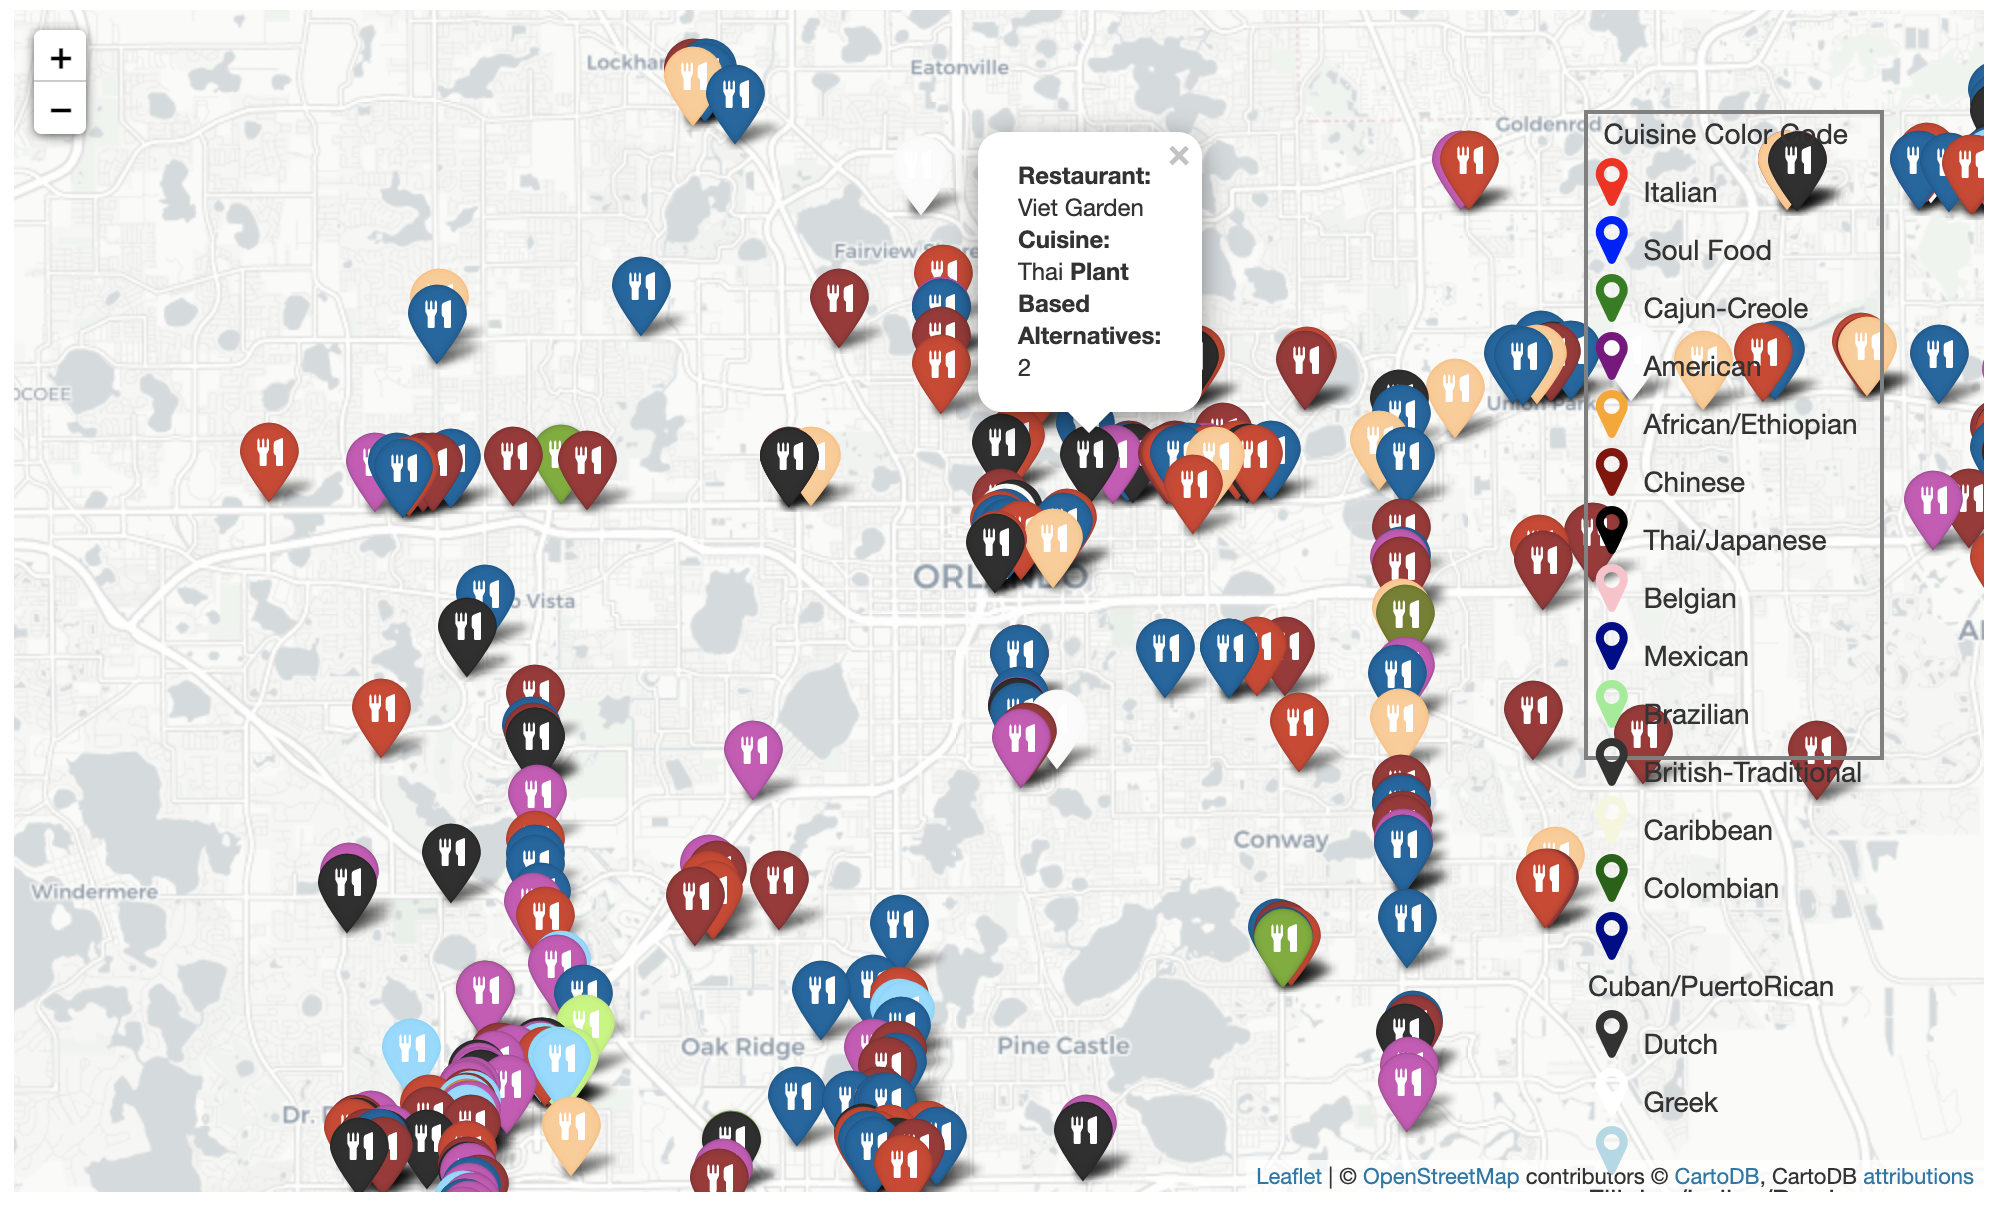 +
−
Lockhar
Eatonville
Goldenrod
Fairview Shore
OCOEE
Union Park
ORLANDO
o Vista
Windermere
Conway
Oak Ridge
Pine Castle
Dr.
×
Restaurant:
Viet Garden
Cuisine:
Thai Plant
Based
Alternatives:
2
Cuisine Color Code
Italian
Soul Food
Cajun-Creole
American
African/Ethiopian
Chinese
Thai/Japanese
Belgian
Mexican
Brazilian
British-Traditional
Caribbean
Colombian
Cuban/PuertoRican
Dutch
Greek
Leaflet | © OpenStreetMap contributors © CartoDB, CartoDB attributions